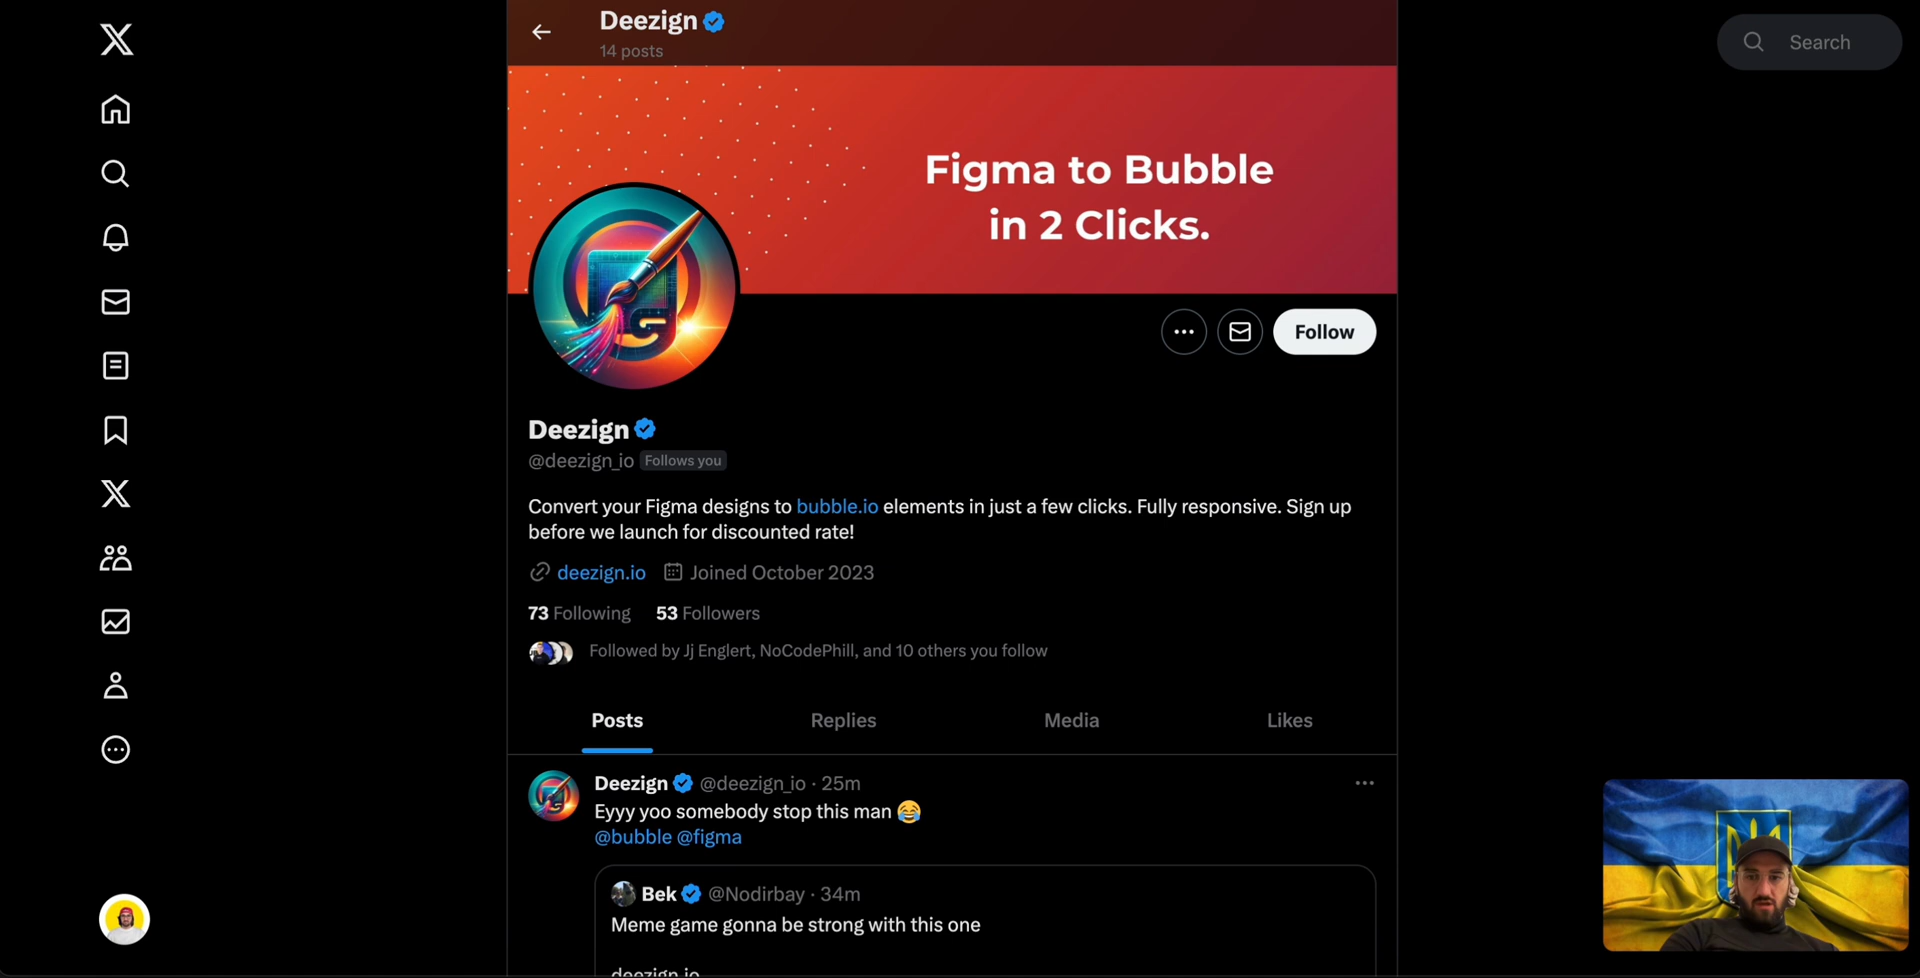 Deezign
14 posts
Search
Figma to Bubble
in 2 Clicks.
Follow
Deezign
@deezign_io Follows you
Convert your Figma designs to bubble.io elements in just a few clicks. Fully responsive. Sign up
before we launch for discounted rate!
deezign.io Joined October 2023
73 Following 53 Followers
Followed by Jj Englert, NoCodePhill, and 10 others you follow
Posts Replies Media Likes
Deezign @deezign_io · 25m
Eyyy yoo somebody stop this man 😂
@bubble @figma
Bek @Nodirbay · 34m
Meme game gonna be strong with this one
deezign.io